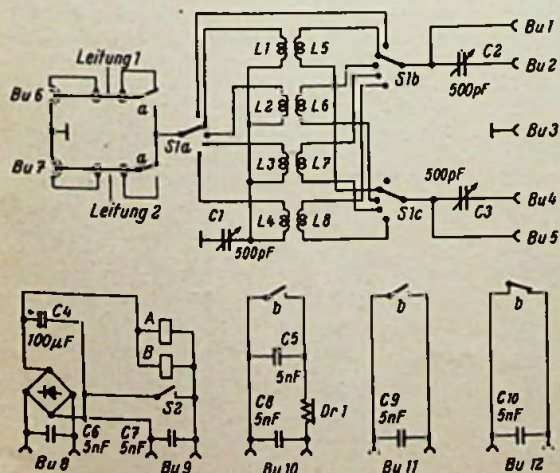 Leitung 1
Bu 6
a
a
Bu 7
Leitung 2
S1a
C1
500pF
L1
L5
L2
L6
L3
L7
L4
L8
S1b
S1c
C2
500pF
500pF
C3
Bu 1
Bu 2
Bu 3
Bu 4
Bu 5
+
C4
100µF
A
B
S2
C6
5nF
C7
5nF
Bu 8
Bu 9
b
C5
5nF
C8
5nF
Dr 1
Bu 10
b
C9
5nF
Bu 11
b
C10
5nF
Bu 12